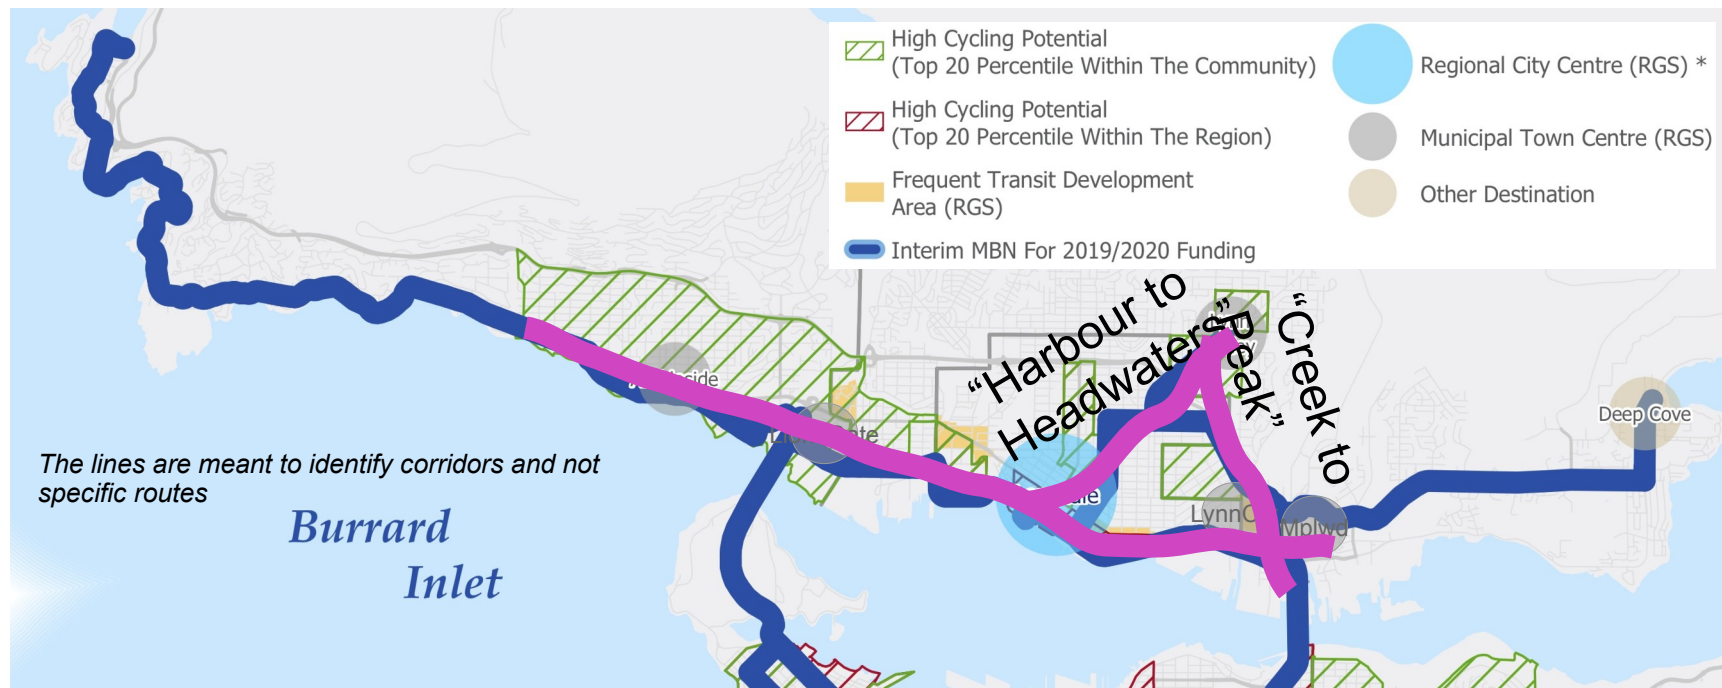 High Cycling Potential
(Top 20 Percentile Within The Community)
High Cycling Potential
(Top 20 Percentile Within The Region)
Frequent Transit Development
Area (RGS)
Interim MBN For 2019/2020 Funding
Regional City Centre (RGS) *
Municipal Town Centre (RGS)
Other Destination
“Harbour to
Headwaters”
“Creek to
Peak”
Deep Cove
The lines are meant to identify corridors and not
specific routes
Burrard
Inlet
Mplwd